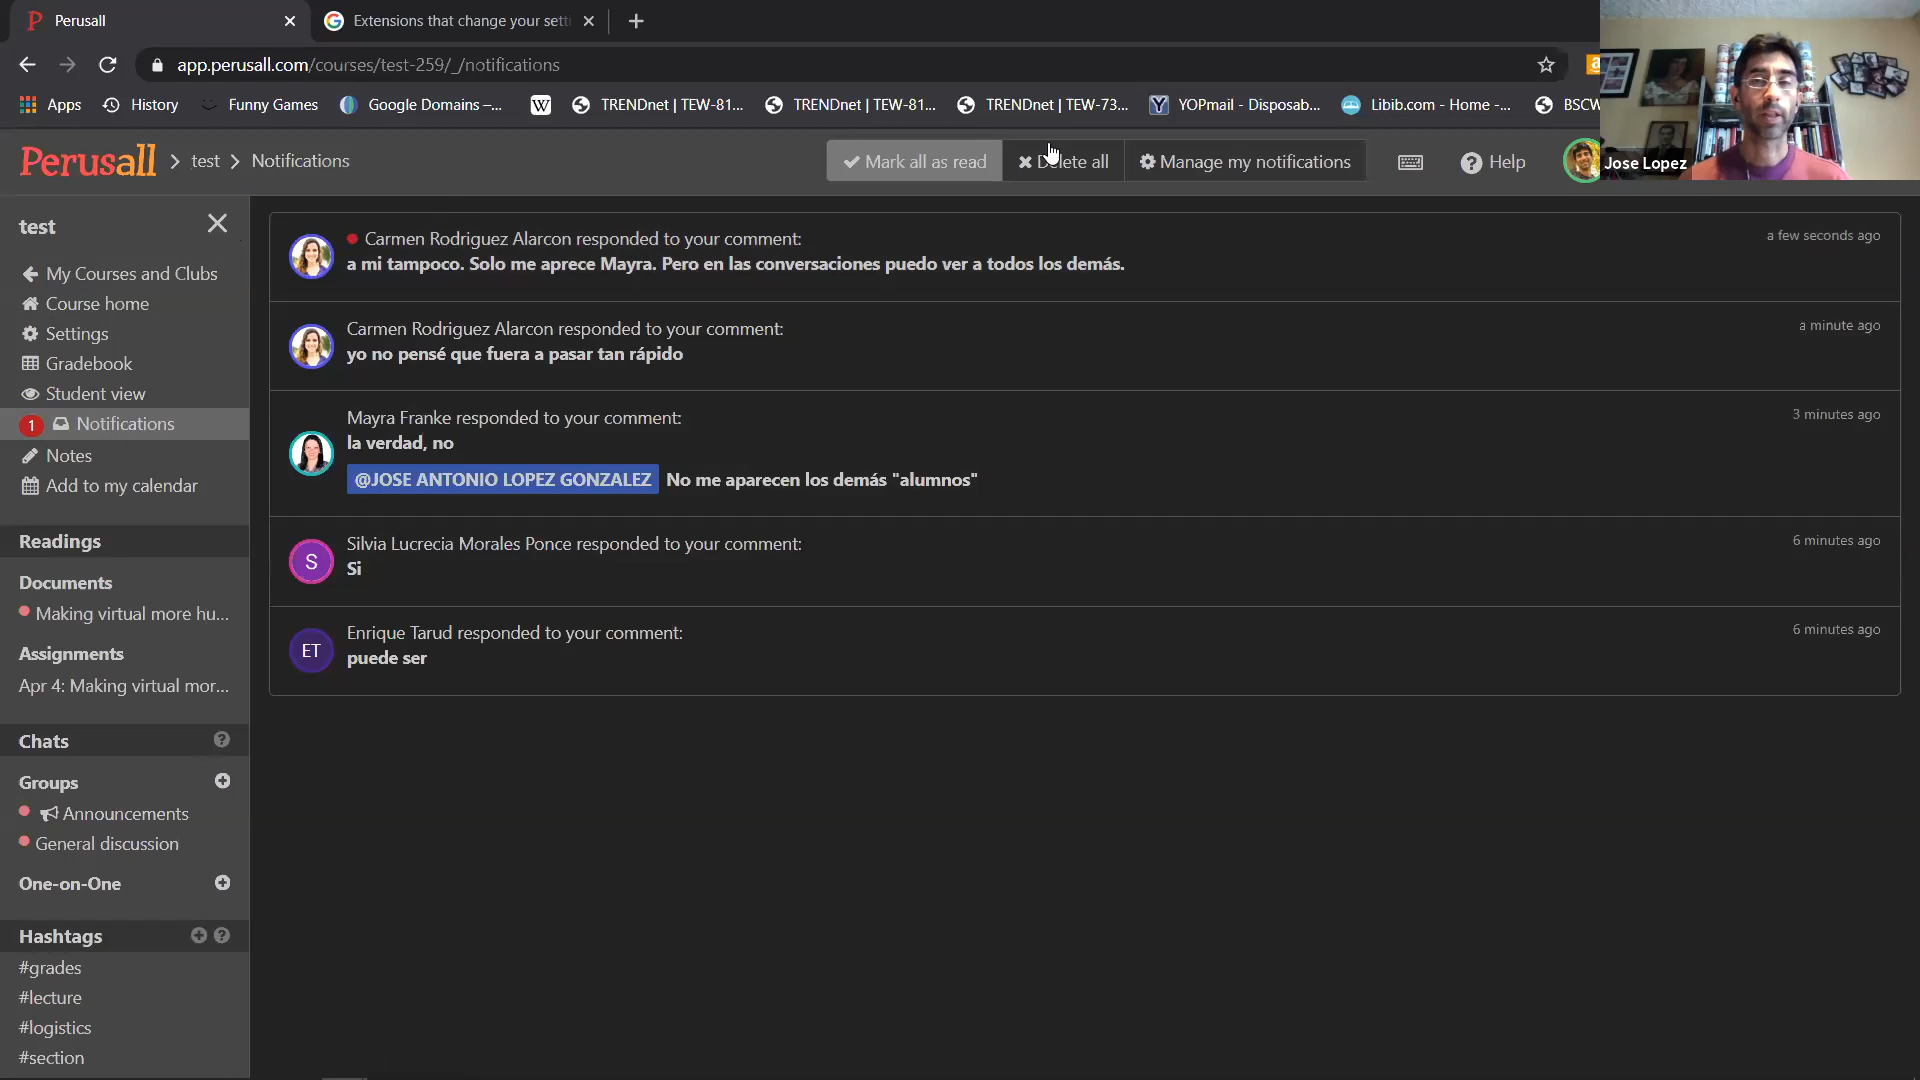 Perusall
Extensions that change your sett
app.perusall.com/courses/test-259/_/notifications
Apps
History
Funny Games
Google Domains –...
W
TRENDnet | TEW-81...
TRENDnet | TEW-81...
TRENDnet | TEW-73...
YOPmail - Disposab...
Libib.com - Home -...
BSCW
Perusall
test
Notifications
Mark all as read
Delete all
Manage my notifications
Help
Jose Lopez
test
My Courses and Clubs
Course home
Settings
Gradebook
Student view
1 Notifications
Notes
Add to my calendar
Readings
Documents
Making virtual more hu...
Assignments
Apr 4: Making virtual mor...
Chats
Groups
Announcements
General discussion
One-on-One
Hashtags
#grades
#lecture
#logistics
#section
Carmen Rodriguez Alarcon responded to your comment:
a few seconds ago
a mi tampoco. Solo me aprece Mayra. Pero en las conversaciones puedo ver a todos los demás.
Carmen Rodriguez Alarcon responded to your comment:
a minute ago
yo no pensé que fuera a pasar tan rápido
Mayra Franke responded to your comment:
3 minutes ago
la verdad, no
@JOSE ANTONIO LOPEZ GONZALEZ No me aparecen los demás "alumnos"
S
Silvia Lucrecia Morales Ponce responded to your comment:
6 minutes ago
Si
ET
Enrique Tarud responded to your comment:
6 minutes ago
puede ser